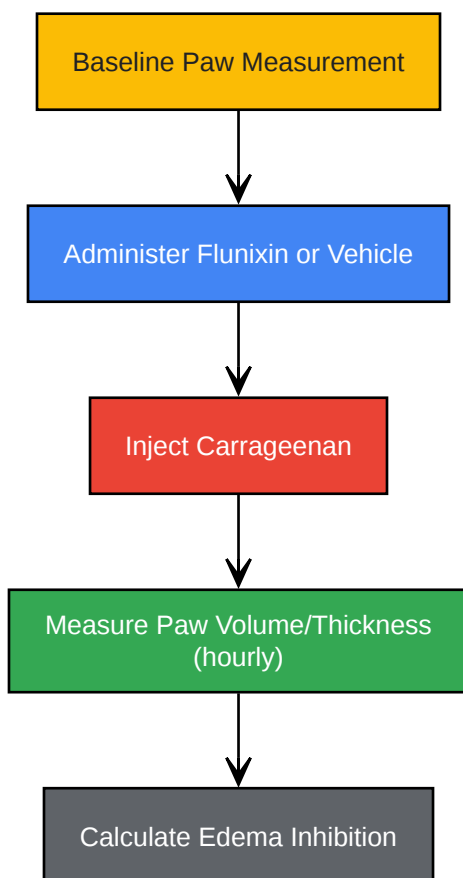 Baseline Paw Measurement
Administer Flunixin or Vehicle
Inject Carrageenan
Measure Paw Volume/Thickness
(hourly)
Calculate Edema Inhibition